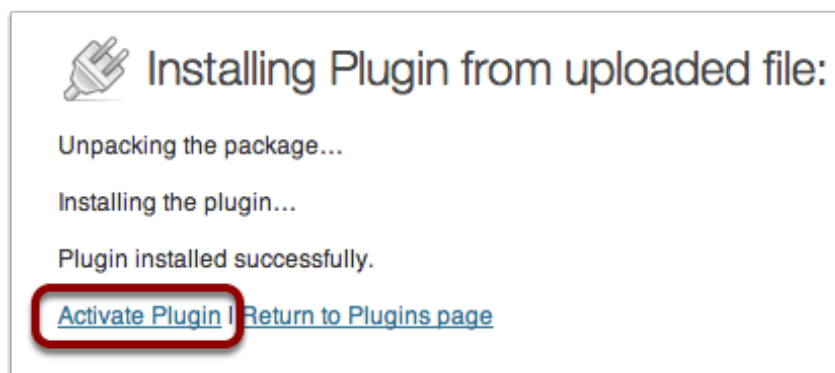 Installing Plugin from uploaded file:
Unpacking the package…
Installing the plugin…
Plugin installed successfully.
Activate Plugin | Return to Plugins page